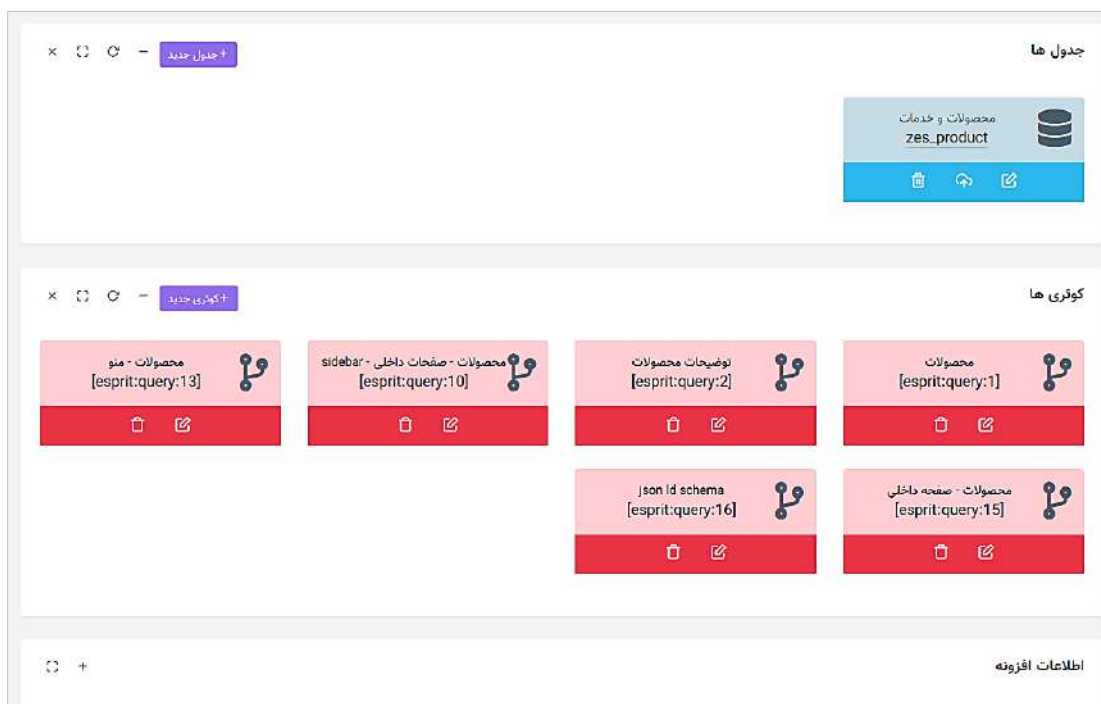 جدول ها
+ جدول جدید
محصولات و خدمات
zes_product
کوئری ها
+ کوئری جدید
محصولات
[esprit:query:1]
توضیحات محصولات
[esprit:query:2]
محصولات - صفحات داخلی - sidebar
[esprit:query:10]
محصولات - منو
[esprit:query:13]
محصولات - صفحه داخلی
[esprit:query:15]
json ld schema
[esprit:query:16]
اطلاعات افزونه